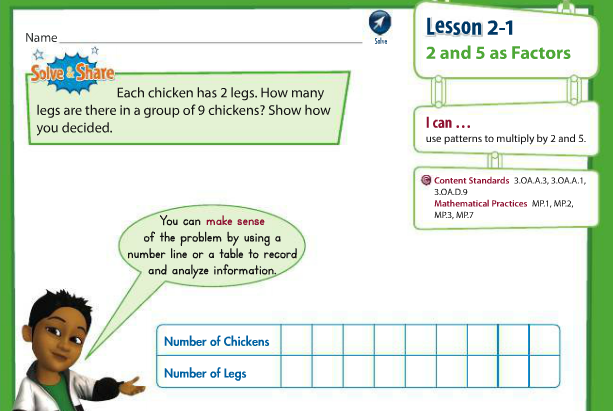 Name
Solve
Lesson 2-1
2 and 5 as Factors
Solve & Share
Each chicken has 2 legs. How many
legs are there in a group of 9 chickens? Show how
you decided.
I can …
use patterns to multiply by 2 and 5.
Content Standards 3.OA.A.3, 3.OA.A.1,
3.OA.D.9
Mathematical Practices MP.1, MP.2,
MP.3, MP.7
You can make sense
of the problem by using a
number line or a table to record
and analyze information.
Number of Chickens
Number of Legs